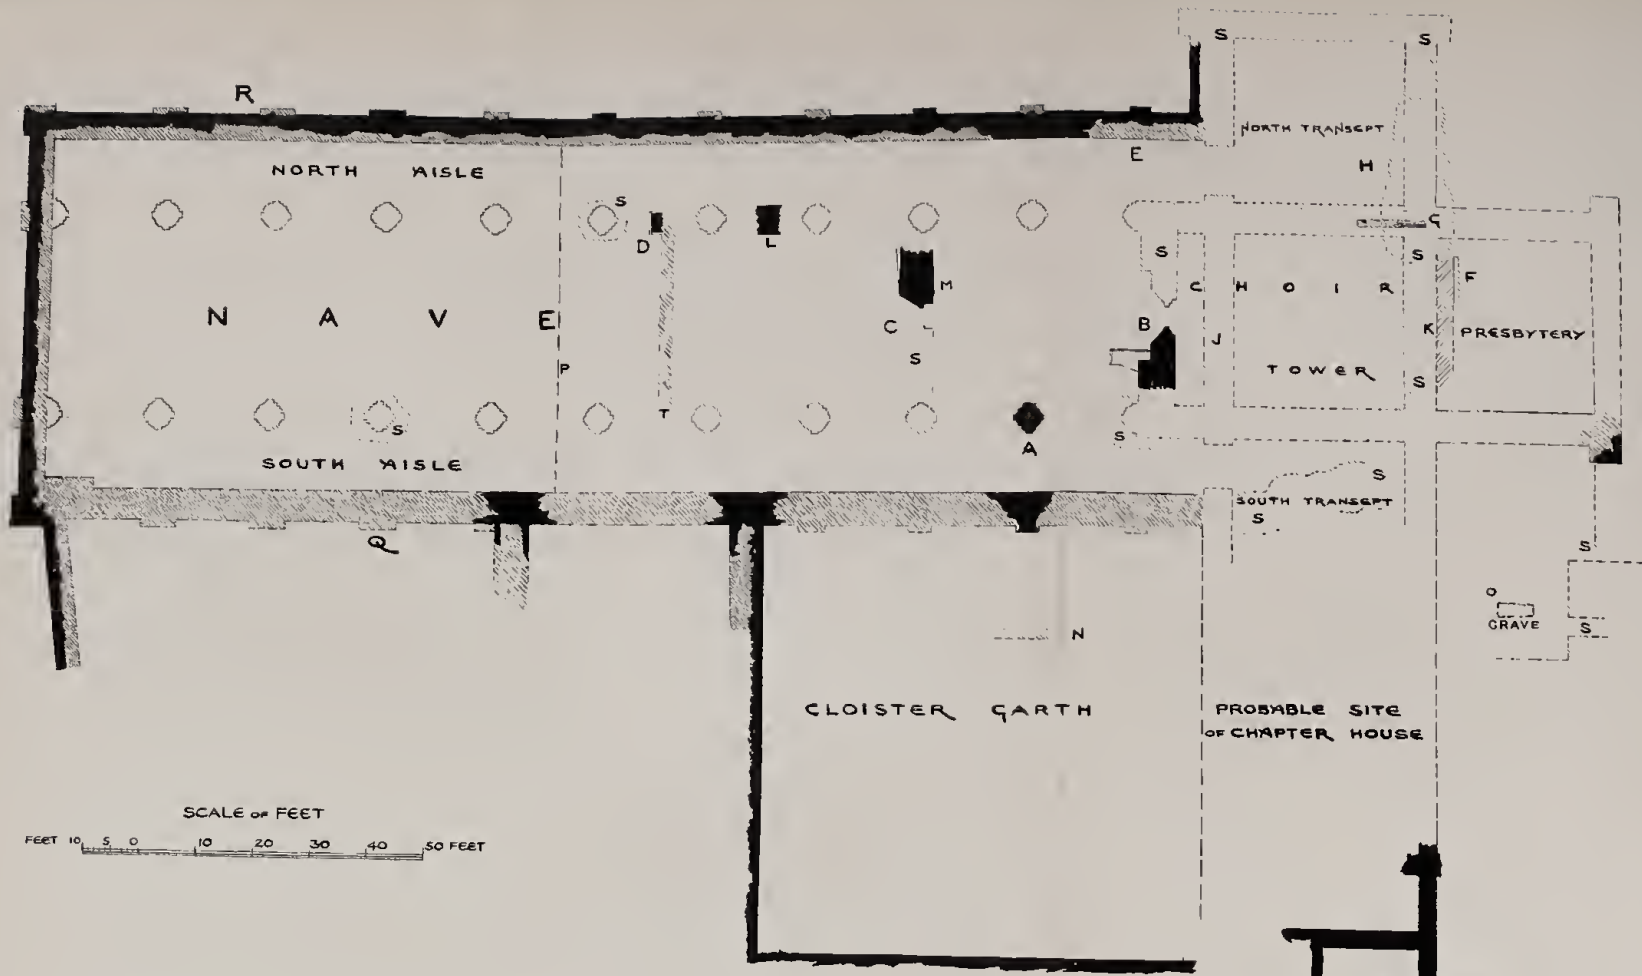 S
S
R
NORTH TRANSEPT
E
NORTH AISLE
H
S
D
L
G
S
S
F
C H O I R
M
N A V E
C
B
K
PRESBYTERY
J
S
P
TOWER
S
T
S
S
A
SOUTH AISLE
S
SOUTH TRANSEPT
S
Q
S
O
GRAVE
S
N
CLOISTER GARTH
PROBABLE SITE
OF CHAPTER HOUSE
SCALE OF FEET
FEET 10 5 0 10 20 30 40 50 FEET